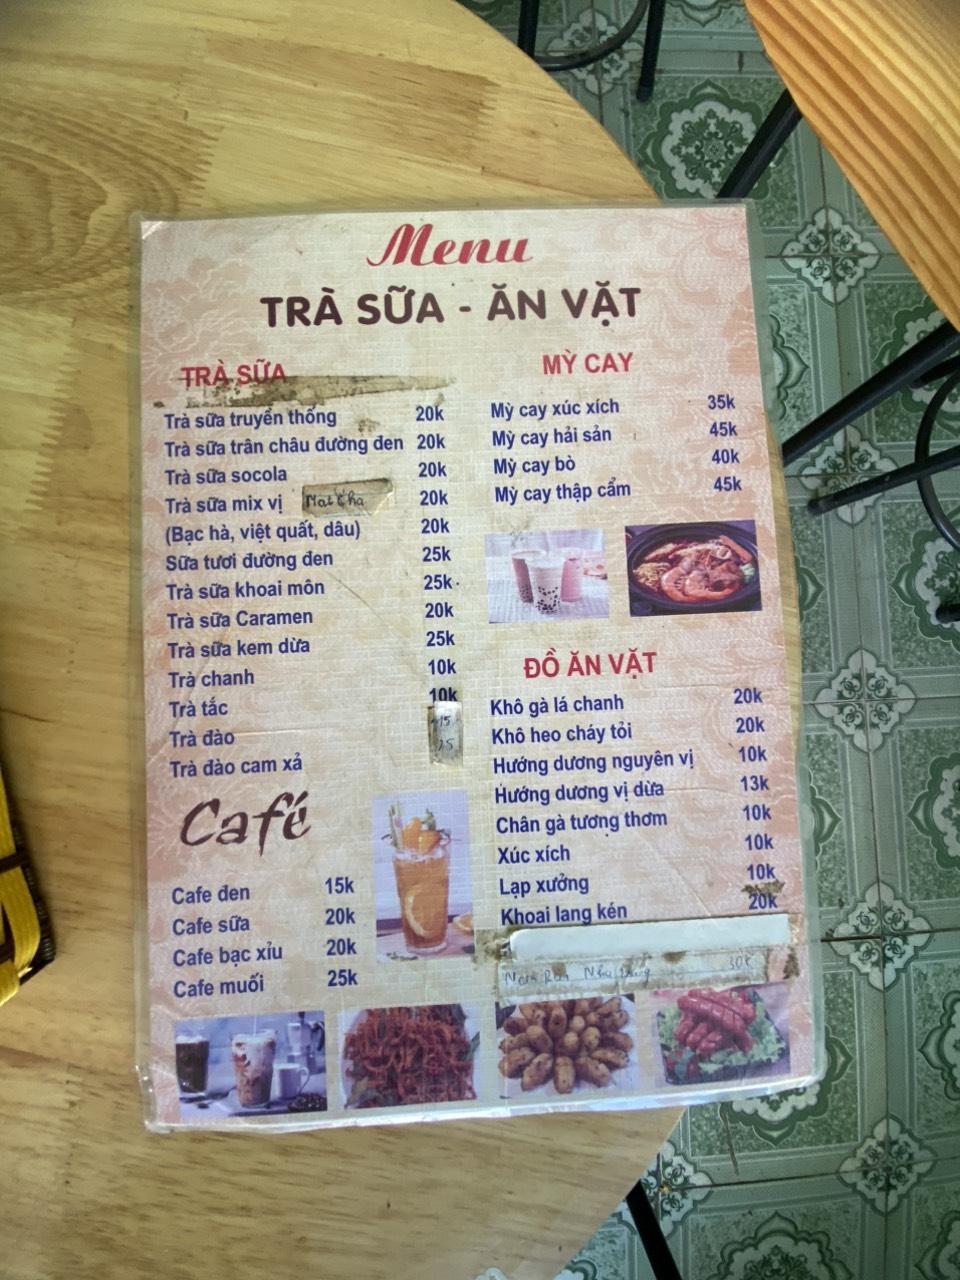 Menu
TRÀ SỮA - ĂN VẶT
TRÀ SỮA
Trà sữa truyền thống 20k
Trà sữa trân châu đường đen 20k
Trà sữa socola 20k
Trà sữa mix vị Matcha 20k
(Bạc hà, việt quất, dâu) 20k
Sữa tươi đường đen 25k
Trà sữa khoai môn 25k
Trà sữa Caramen 20k
Trà sữa kem dừa 25k
Trà chanh 10k
Trà tắc 10k
Trà đào 15
Trà đào cam xả 25
Café
Cafe đen 15k
Cafe sữa 20k
Cafe bạc xỉu 20k
Cafe muối 25k
MỲ CAY
Mỳ cay xúc xích 35k
Mỳ cay hải sản 45k
Mỳ cay bò 40k
Mỳ cay thập cẩm 45k
ĐỒ ĂN VẶT
Khô gà lá chanh 20k
Khô heo cháy tỏi 20k
Hướng dương nguyên vị 10k
Hướng dương vị dừa 13k
Chân gà tương thơm 10k
Xúc xích 10k
Lạp xưởng 10k
Khoai lang kén 20k
30k